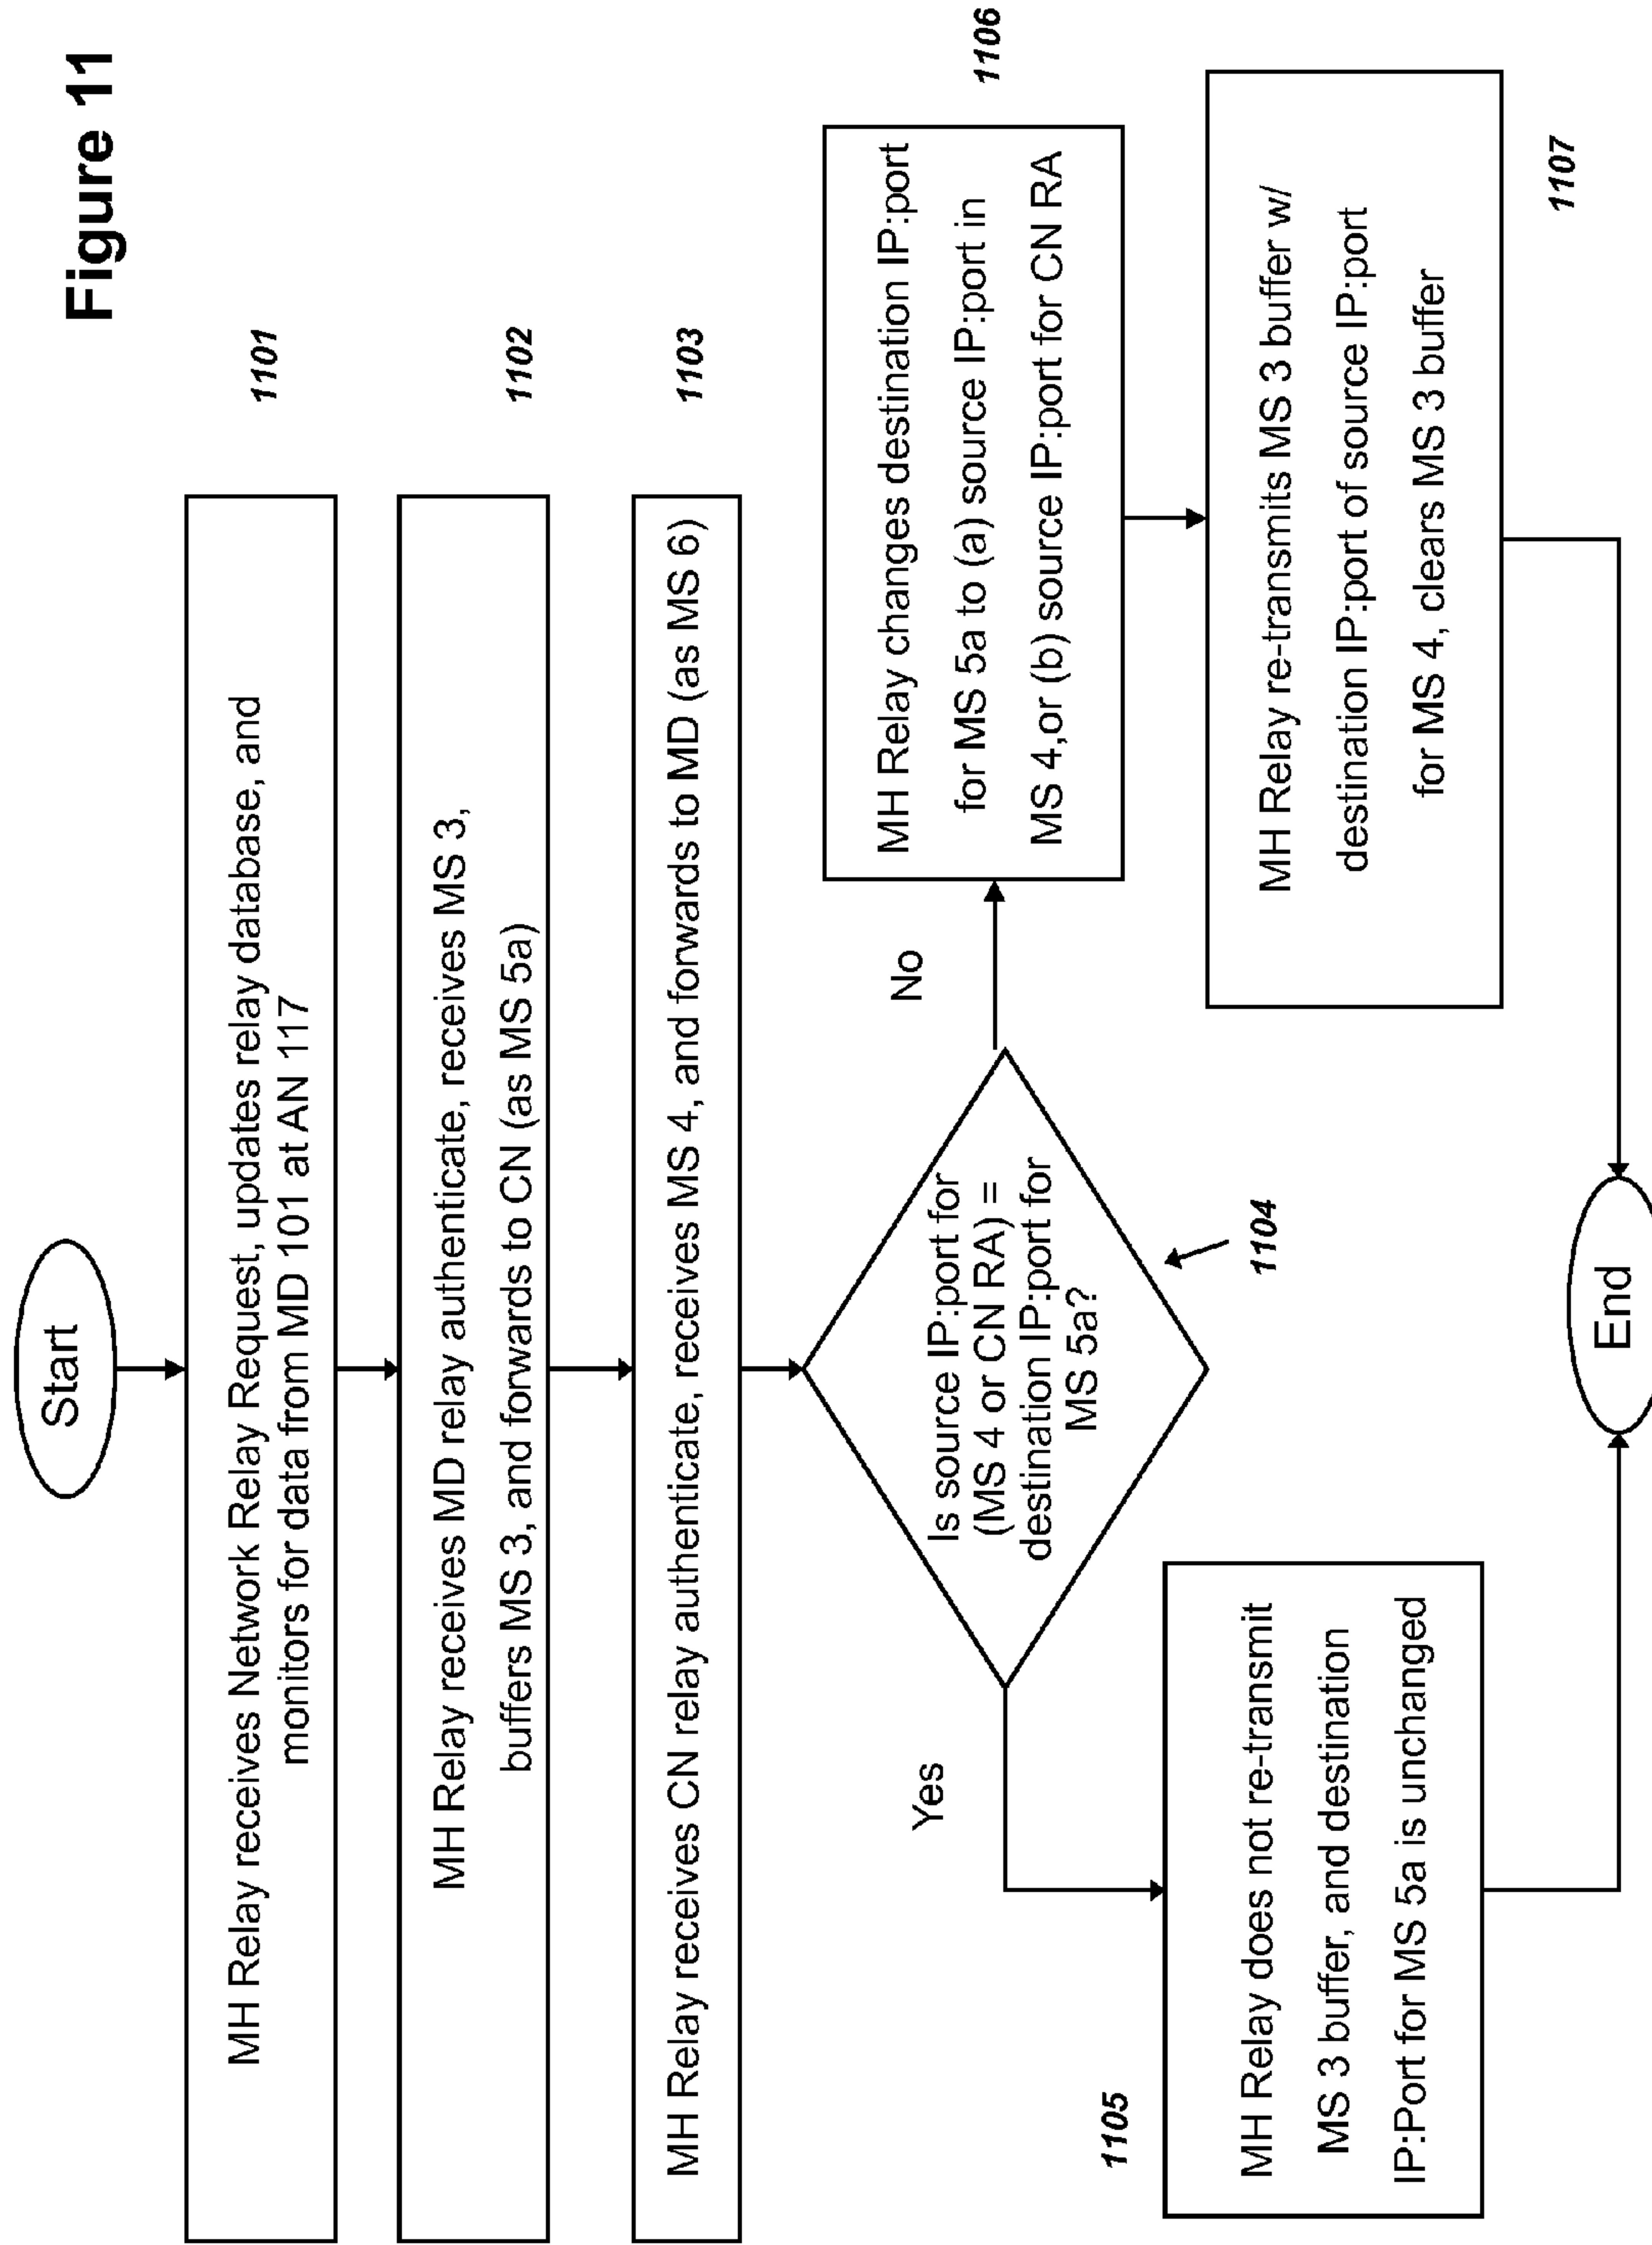 Figure 11
Start
MH Relay receives Network Relay Request, updates relay database, and
monitors for data from MD 101 at AN 117
1101
MH Relay receives MD relay authenticate, receives MS 3,
buffers MS 3, and forwards to CN (as MS 5a)
1102
MH Relay receives CN relay authenticate, receives MS 4, and forwards to MD (as MS 6)
1103
Is source IP:port for
(MS 4 or CN RA) =
destination IP:port for
MS 5a?
1104
Yes
No
1105
MH Relay does not re-transmit
MS 3 buffer, and destination
IP:Port for MS 5a is unchanged
MH Relay changes destination IP:port
for MS 5a to (a) source IP:port in
MS 4,or (b) source IP:port for CN RA
1106
MH Relay re-transmits MS 3 buffer w/
destination IP:port of source IP:port
for MS 4, clears MS 3 buffer
1107
End